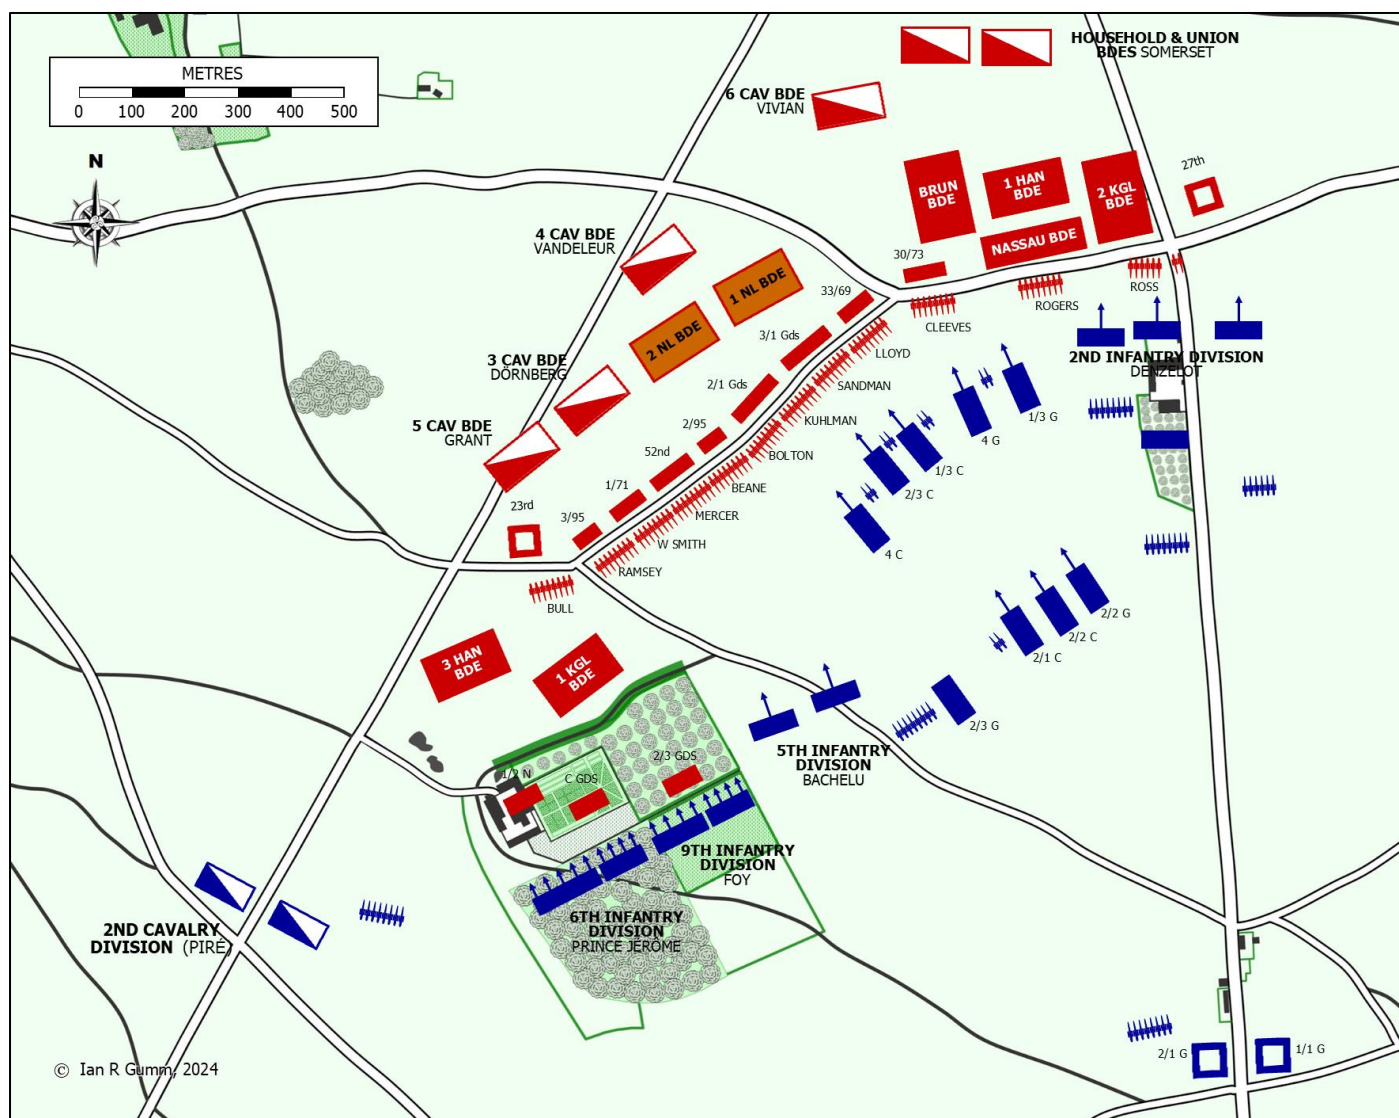 METRES
0 100 200 300 400 500
N
HOUSEHOLD & UNION
BDES SOMERSET
6 CAV BDE
VIVIAN
27th
BRUN
BDE
1 HAN
BDE
2 KGL
BDE
NASSAU BDE
30/73
4 CAV BDE
VANDELEUR
1 NL BDE
2 NL BDE
33/69
3/1 Gds
2/1 Gds
2/95
52nd
1/71
3/95
23rd
3 CAV BDE
DÖRNBERG
5 CAV BDE
GRANT
ROSS
ROGERS
CLEEVES
LLOYD
SANDMAN
KUHLMAN
BOLTON
BEANE
MERCER
W SMITH
RAMSEY
BULL
2ND INFANTRY DIVISION
DENZELOT
1/3 G
4 G
1/3 C
2/3 C
4 C
2/2 G
2/2 C
2/1 C
2/3 G
3 HAN
BDE
1 KGL
BDE
5TH INFANTRY
DIVISION
BACHELU
1/2 N
C GDS
2/3 GDS
9TH INFANTRY
DIVISION
FOY
6TH INFANTRY
DIVISION
PRINCE JÉRÔME
2ND CAVALRY
DIVISION (PIRÉ)
2/1 G
1/1 G
© Ian R Gumm, 2024